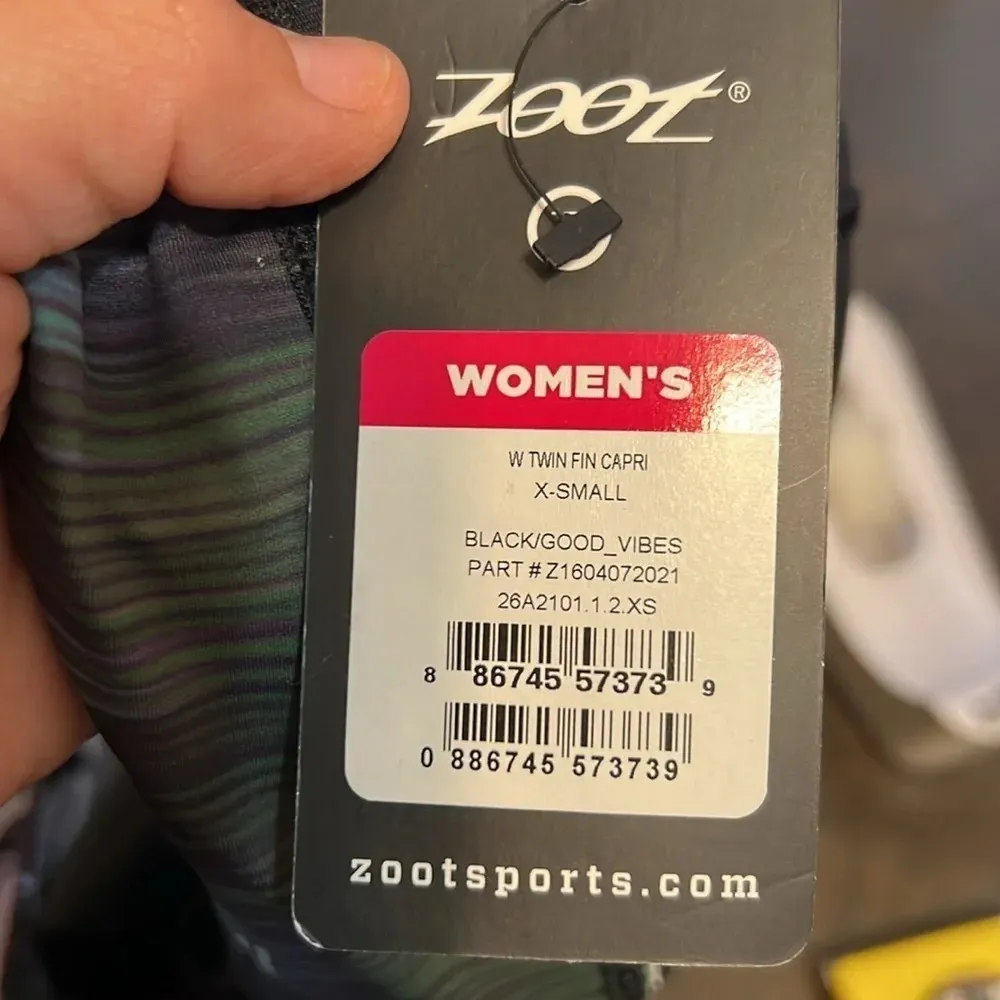 ZOOT®
WOMEN'S
W TWIN FIN CAPRI
X-SMALL
BLACK/GOOD_VIBES
PART # Z1604072021
26A2101.1.2.XS
8 86745 57373 9
0 886745 573739
zootsports.com